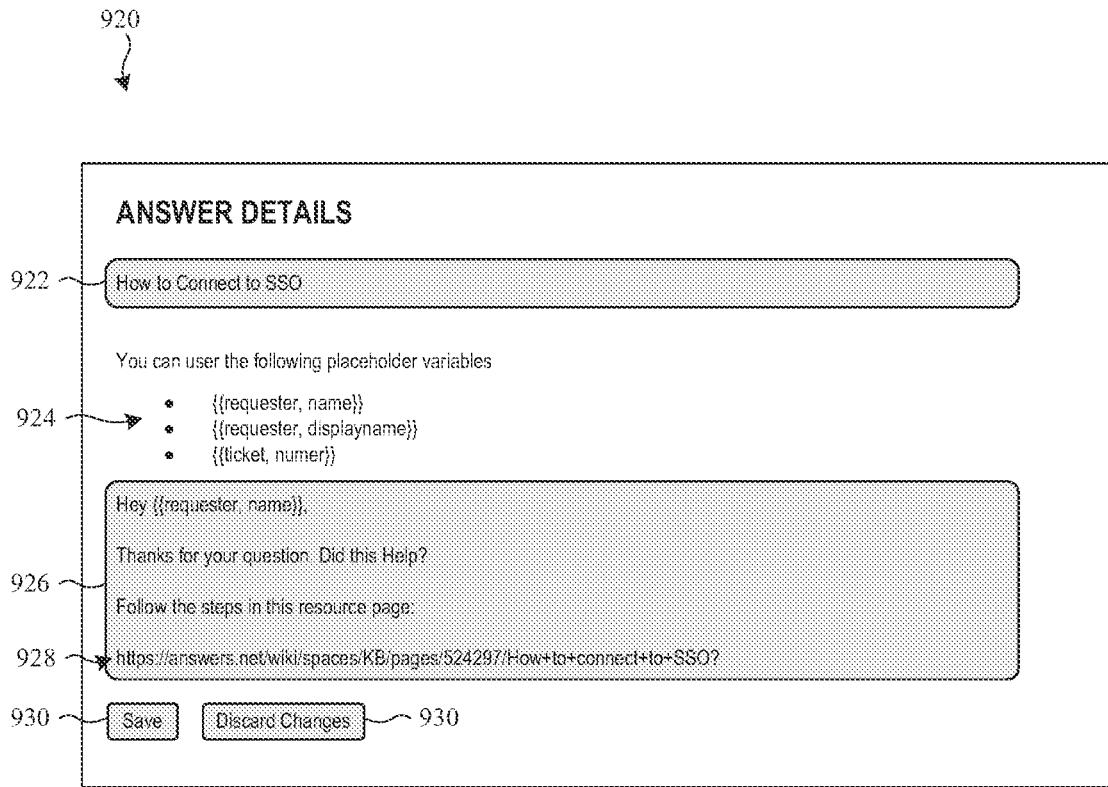 920
ANSWER DETAILS
922
How to Connect to SSO
You can user the following placeholder variables
924
• {{requester, name}}
• {{requester, displayname}}
• {{ticket, numer}}
Hey {{requester, name}},
Thanks for your question. Did this Help?
926
Follow the steps in this resource page:
928
https://answers.net/wiki/spaces/KB/pages/524297/How+to+connect+to+SSO?
930
Save
Discard Changes
930